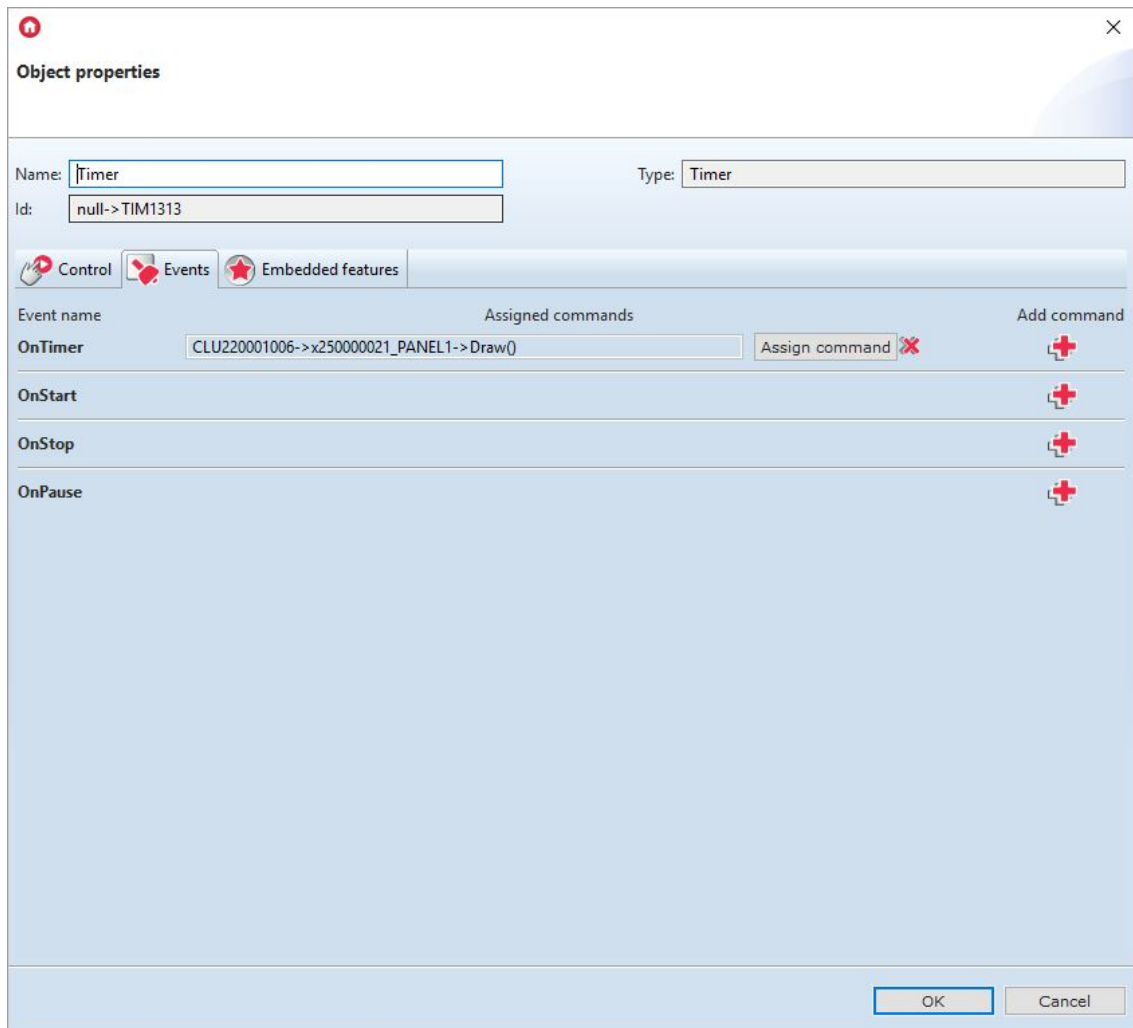 Object properties
Name: Timer Type: Timer
Id: null->TIM1313
Control Events Embedded features
Event name Assigned commands Add command
OnTimer CLU220001006->x250000021_PANEL1->Draw() Assign command
OnStart
OnStop
OnPause
OK Cancel